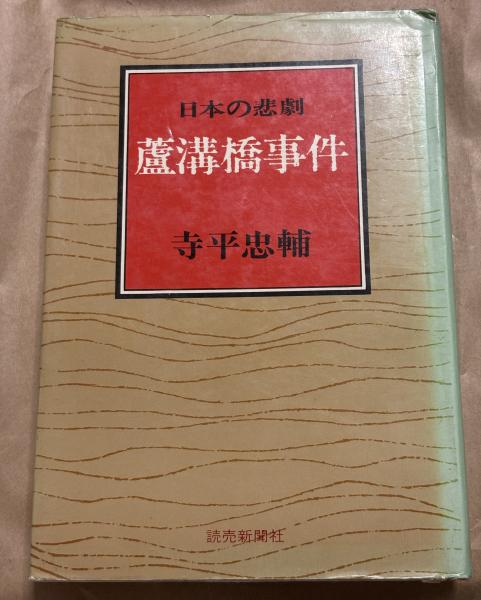 日本の悲劇
蘆溝橋事件
寺平忠輔
読売新聞社